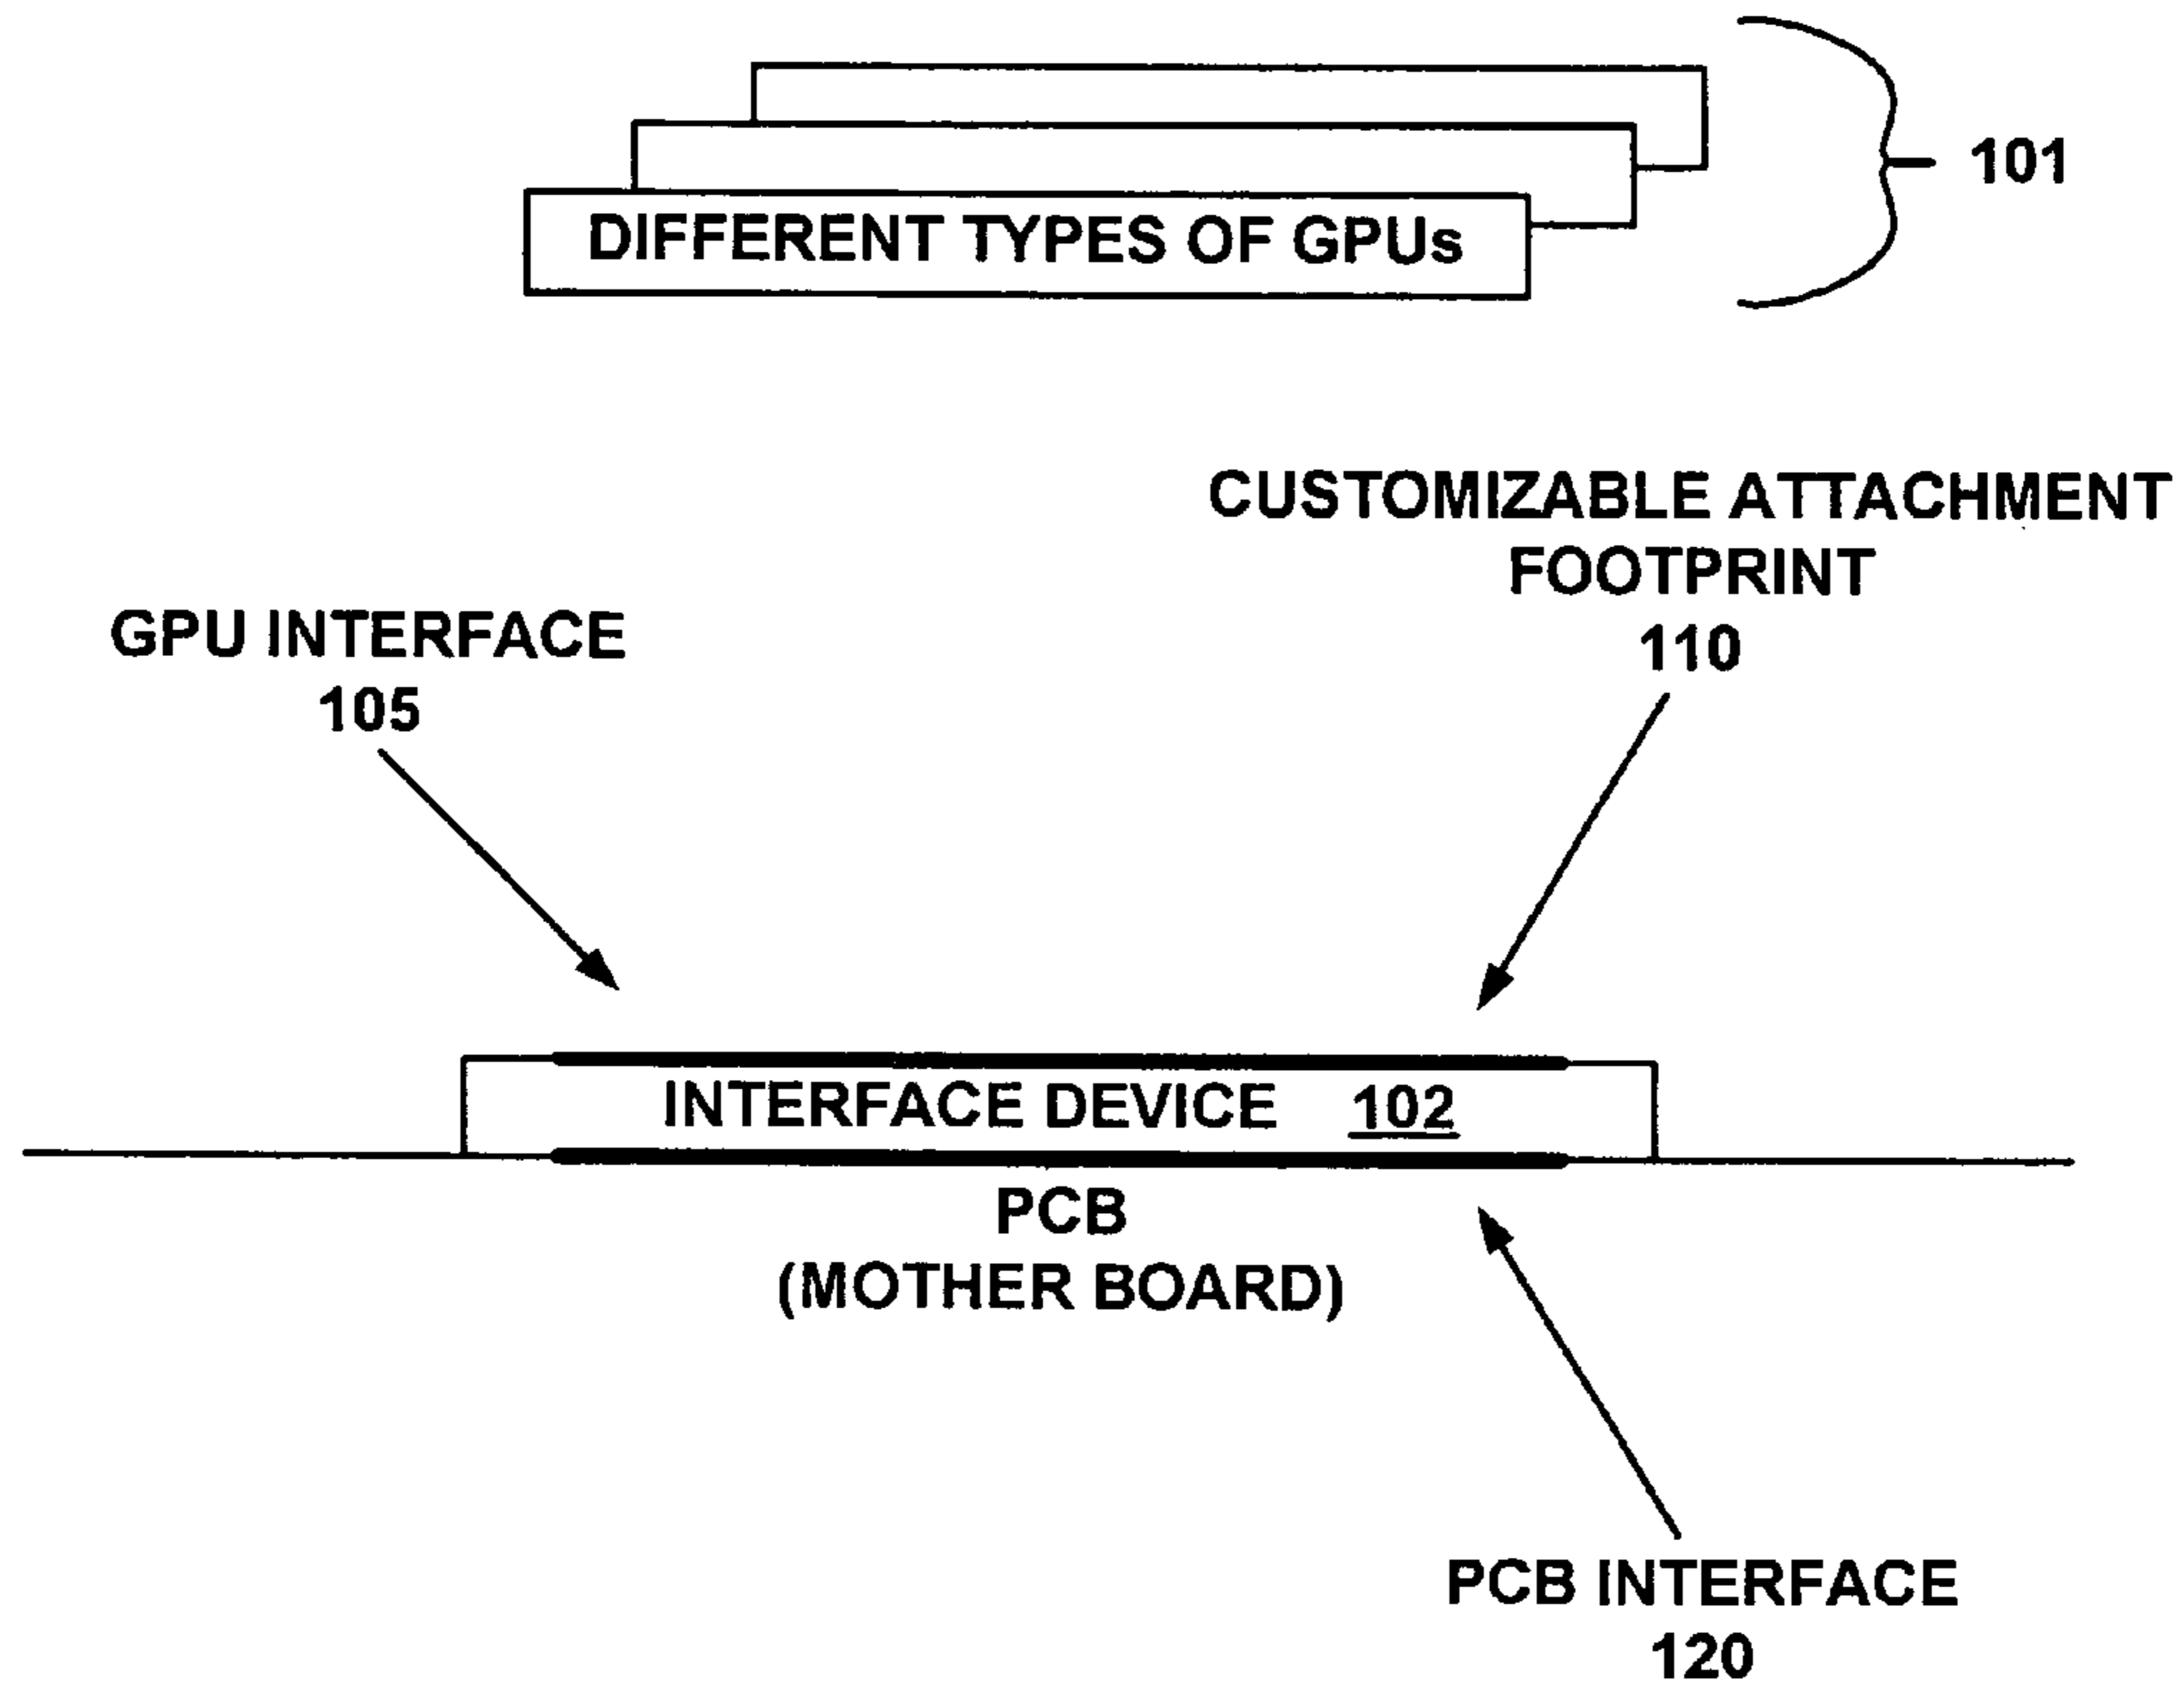 101
DIFFERENT TYPES OF GPUs
CUSTOMIZABLE ATTACHMENT
FOOTPRINT
110
GPU INTERFACE
105
INTERFACE DEVICE 102
PCB
(MOTHER BOARD)
PCB INTERFACE
120